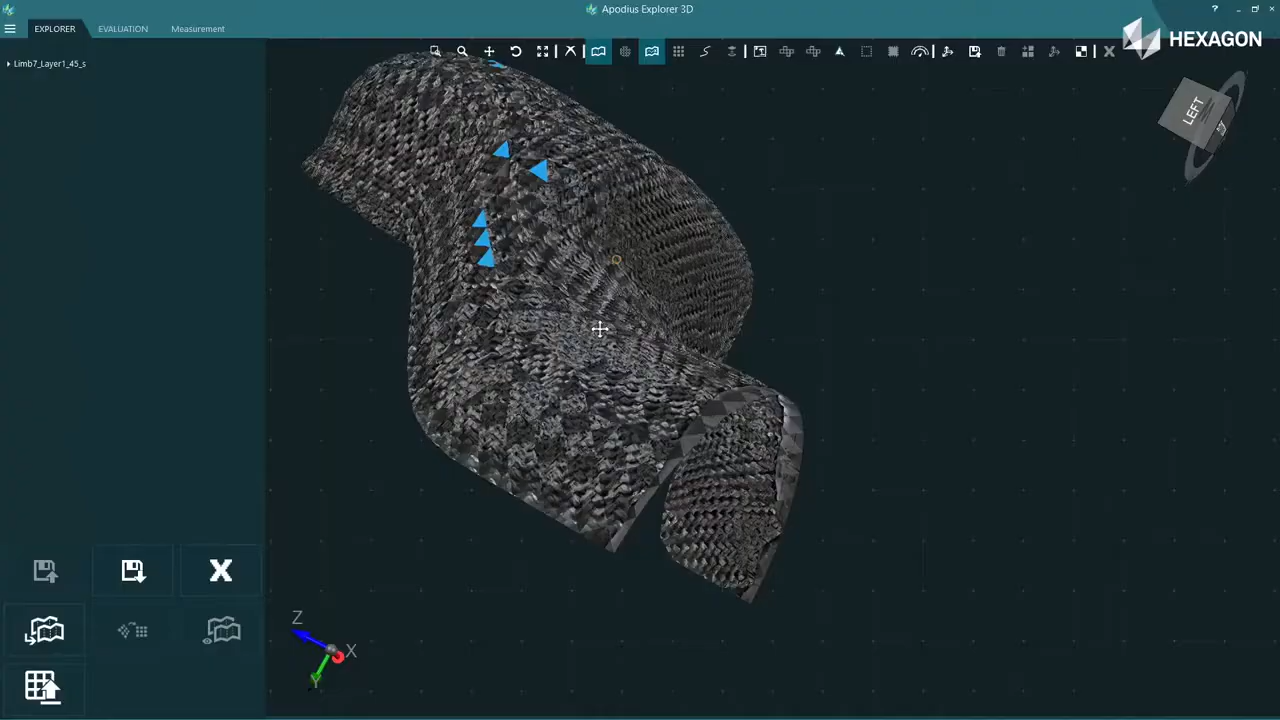 Apodius Explorer 3D
?
EXPLORER
EVALUATION
Measurement
HEXAGON
Limb7_Layer1_45_s
LEFT
Z
X